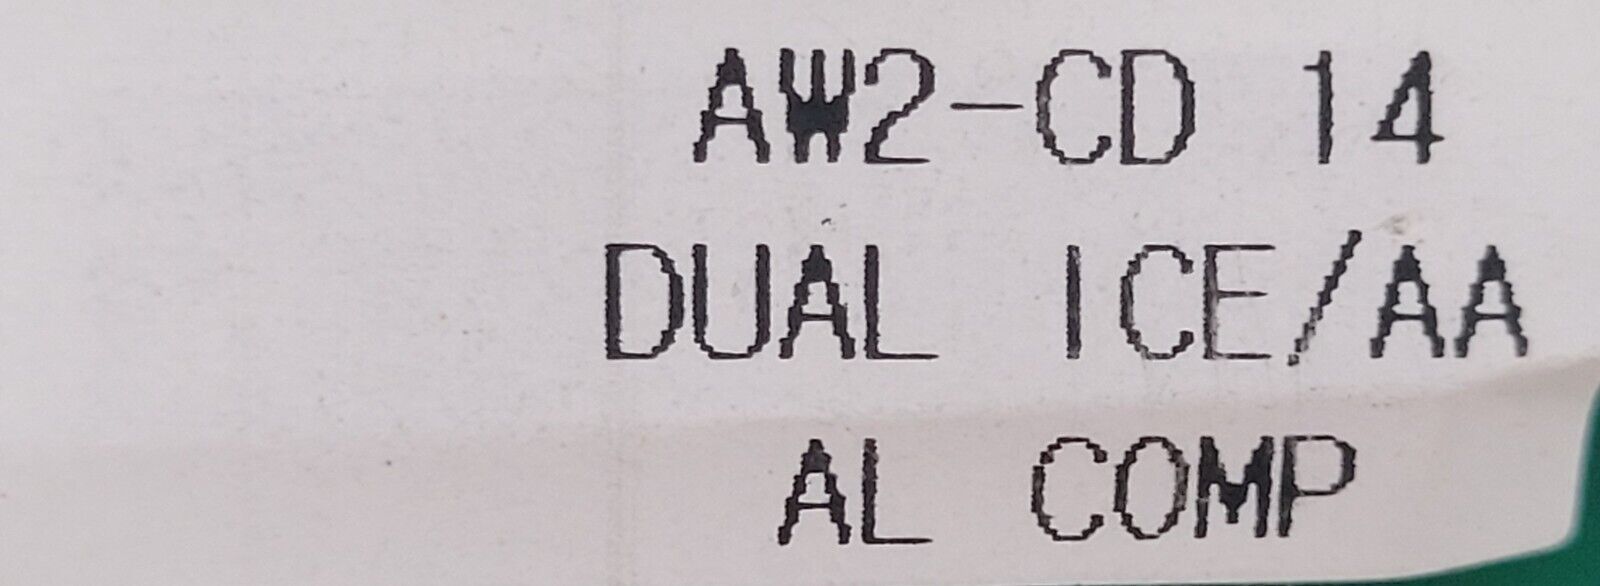 AW2-CD 14
DUAL ICE/AA
AL COMP